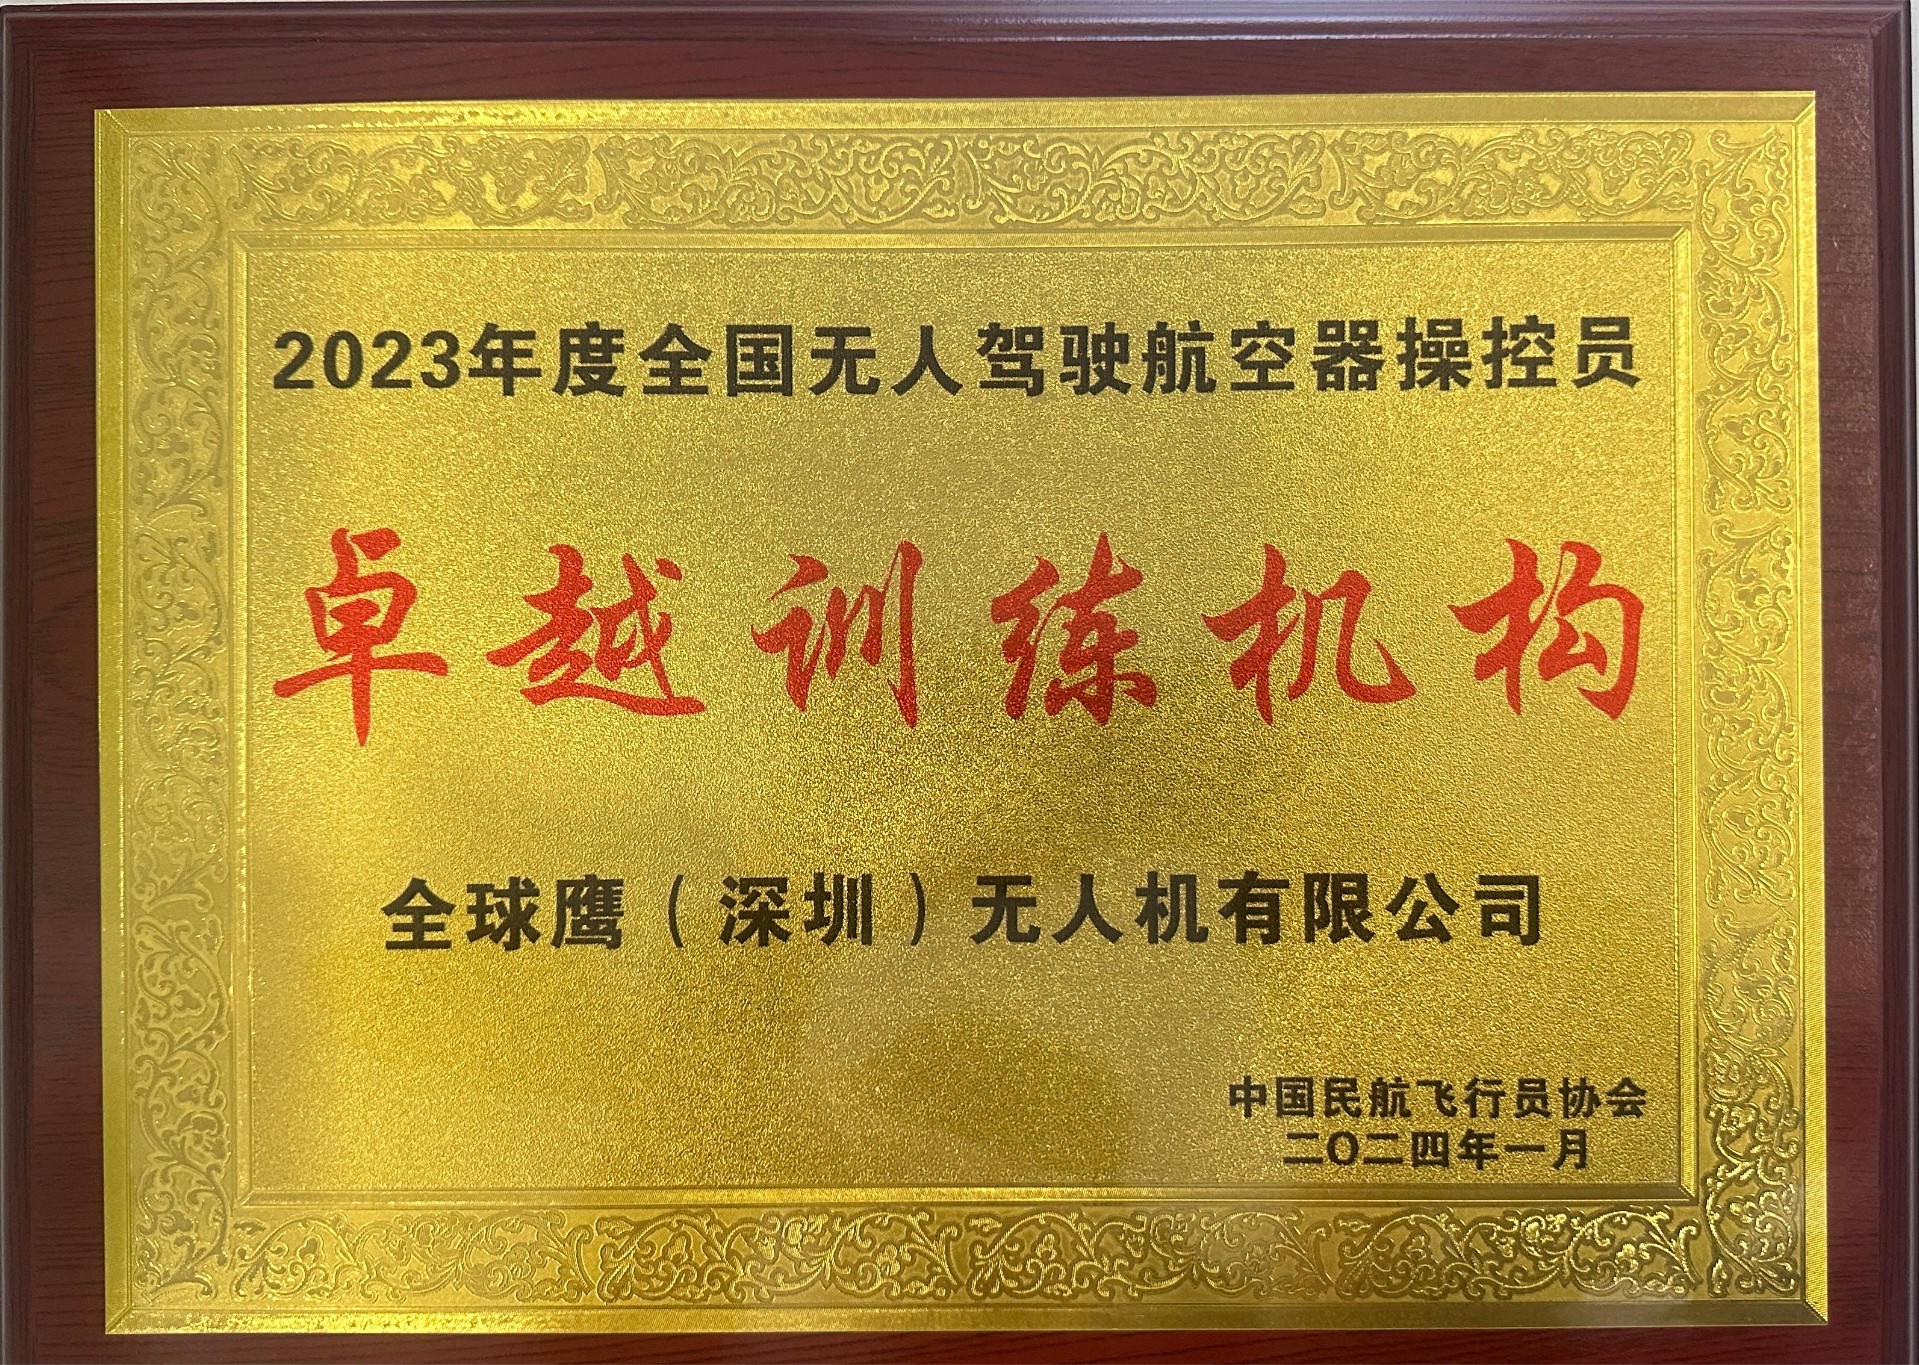 2023年度全国无人驾驶航空器操控员
卓越训练机构
全球鹰（深圳）无人机有限公司
中国民航飞行员协会
二〇二四年一月